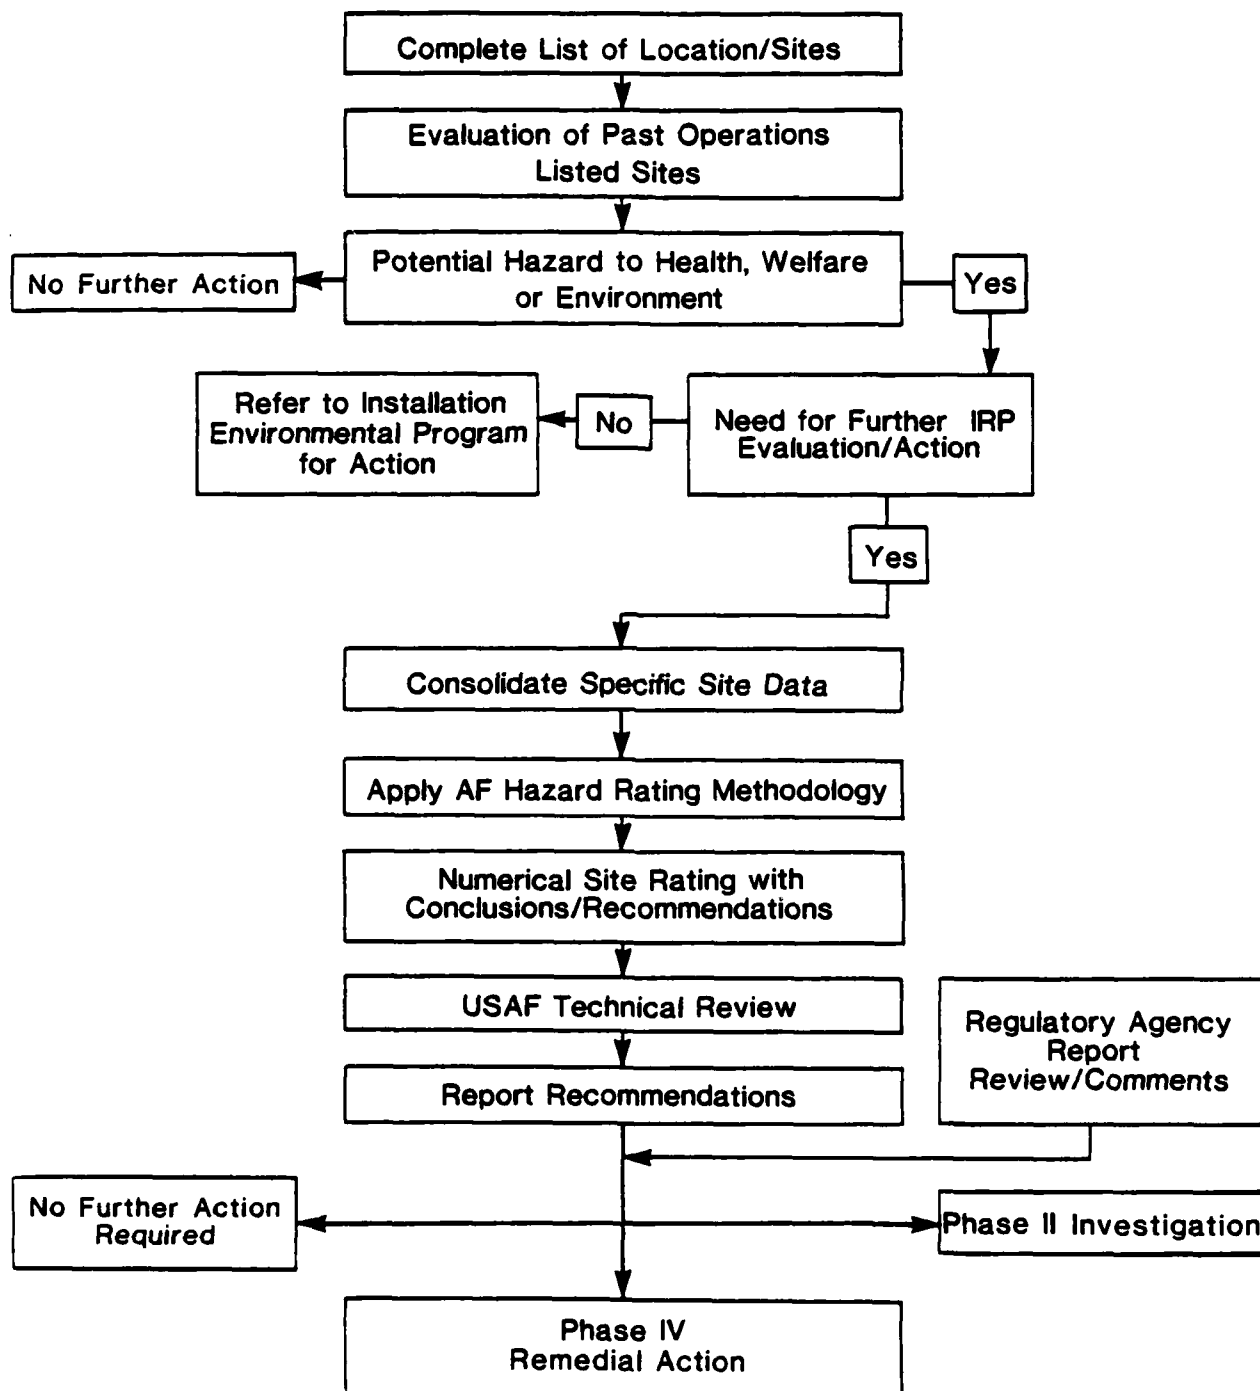 Complete List of Location/Sites
Evaluation of Past Operations
Listed Sites
Potential Hazard to Health, Welfare
or Environment
No Further Action
Yes
Refer to Installation
Environmental Program
for Action
No
Need for Further IRP
Evaluation/Action
Yes
Consolidate Specific Site Data
Apply AF Hazard Rating Methodology
Numerical Site Rating with
Conclusions/Recommendations
USAF Technical Review
Regulatory Agency
Report
Review/Comments
Report Recommendations
No Further Action
Required
Phase II Investigation
Phase IV
Remedial Action